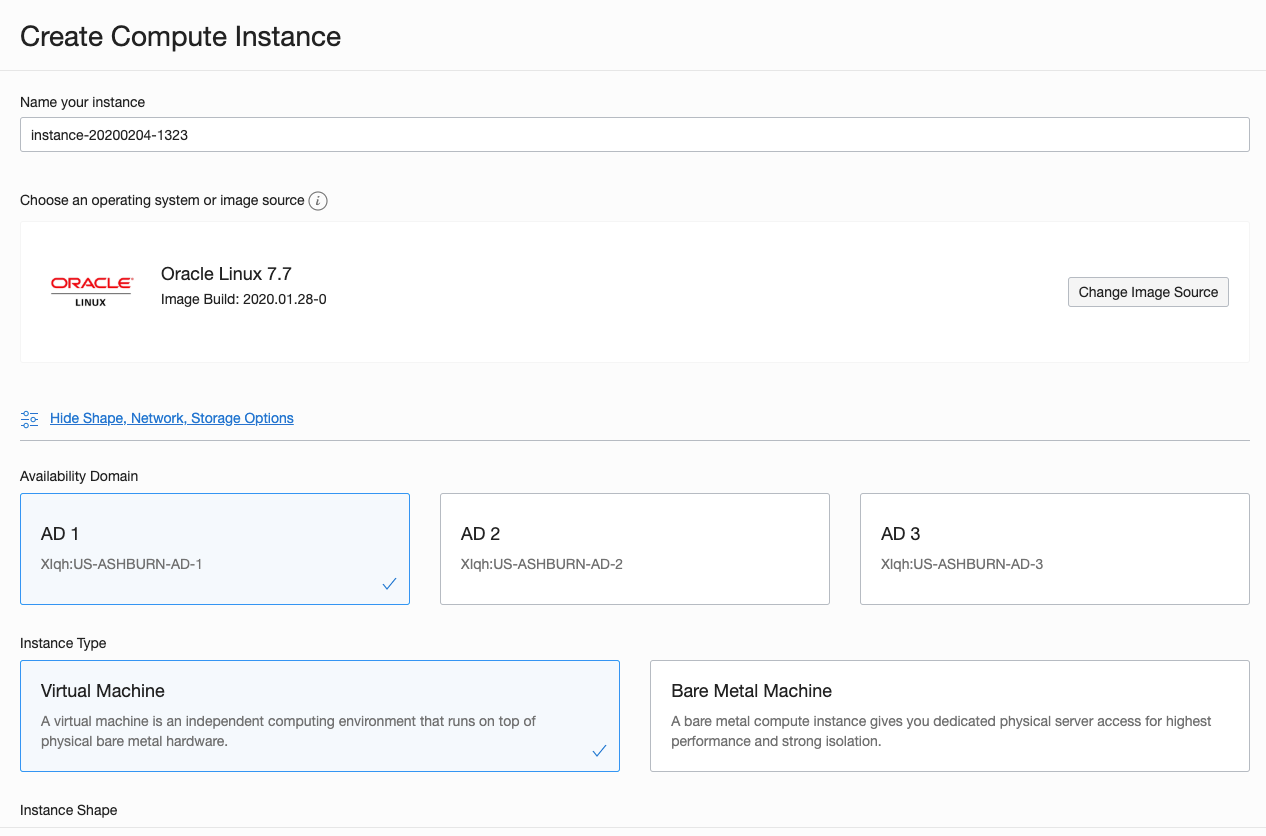 Create Compute Instance
Name your instance
instance-20200204-1323
Choose an operating system or image source i
ORACLE
LINUX
Oracle Linux 7.7
Image Build: 2020.01.28-0
Change Image Source
Hide Shape, Network, Storage Options
Availability Domain
AD 1
Xlqh:US-ASHBURN-AD-1
AD 2
Xlqh:US-ASHBURN-AD-2
AD 3
Xlqh:US-ASHBURN-AD-3
Instance Type
Virtual Machine
A virtual machine is an independent computing environment that runs on top of
physical bare metal hardware.
Bare Metal Machine
A bare metal compute instance gives you dedicated physical server access for highest
performance and strong isolation.
Instance Shape